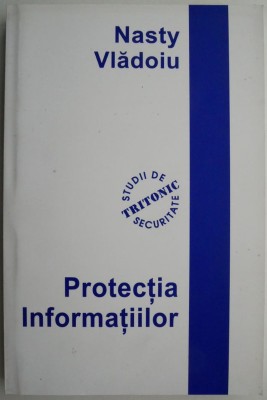 Nasty
Vlădoiu
STUDII DE
TRITONIC
SECURITATE
Protecția
Informațiilor